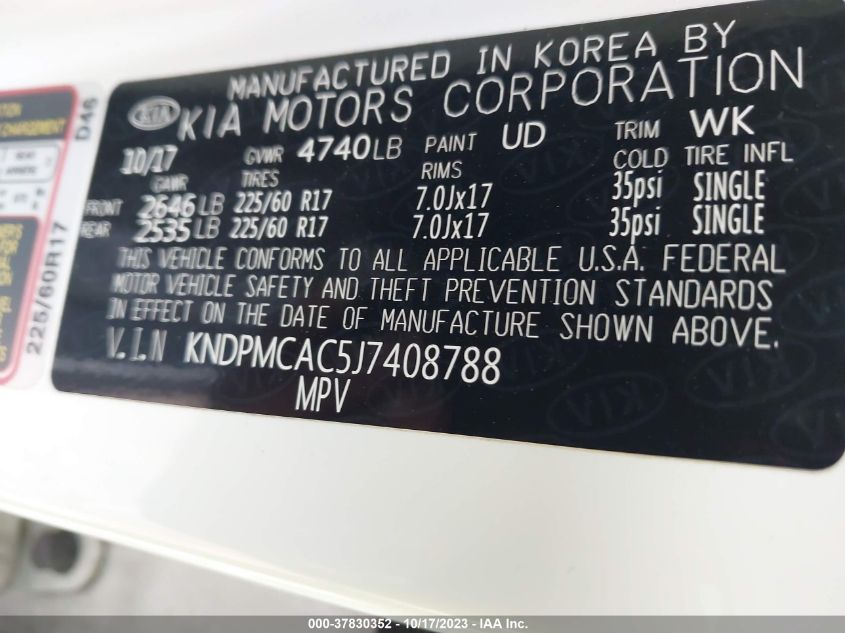 MANUFACTURED IN KOREA BY
KIA KIA MOTORS CORPORATION
10/17 GVWR 4740LB PAINT UD TRIM WK
GAWR TIRES RIMS COLD TIRE INFL
FRONT 2646 LB 225/60 R17 7.0Jx17 35psi SINGLE
REAR 2535 LB 225/60 R17 7.0Jx17 35psi SINGLE
THIS VEHICLE CONFORMS TO ALL APPLICABLE U.S.A. FEDERAL
MOTOR VEHICLE SAFETY AND THEFT PREVENTION STANDARDS
IN EFFECT ON THE DATE OF MANUFACTURE SHOWN ABOVE.
V.I.N KNDPMCAC5J7408788
MPV
D46
225/60R17
000-37830352 - 10/17/2023 - IAA Inc.